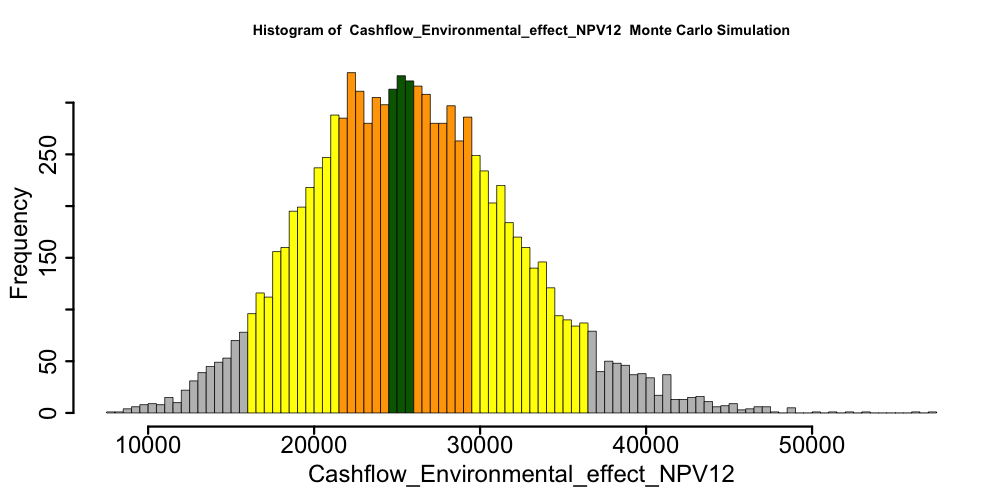 Histogram of  Cashflow_Environmental_effect_NPV12  Monte Carlo Simulation
Frequency
250
150
50
0
10000 20000 30000 40000 50000
Cashflow_Environmental_effect_NPV12